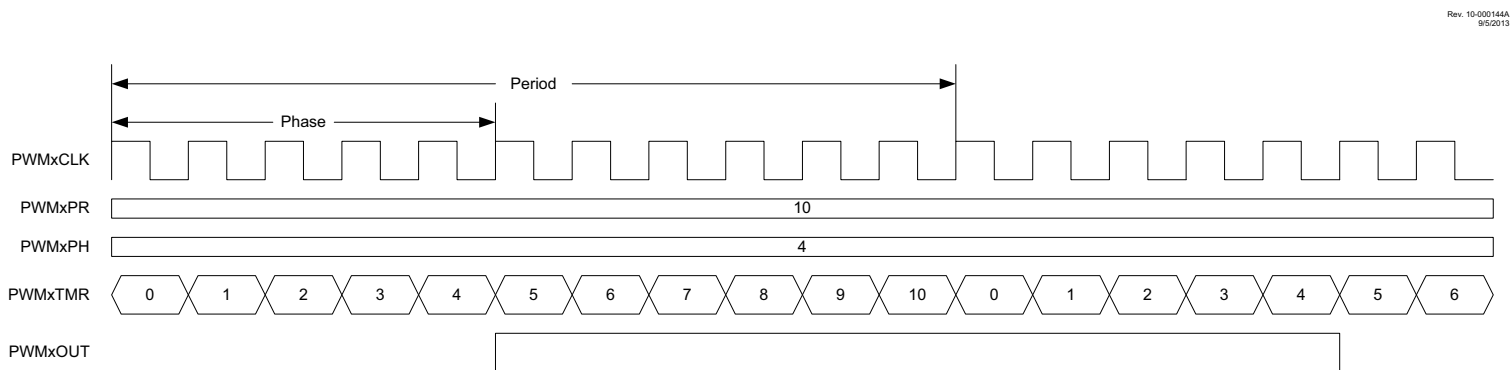 Rev. 10-000144A
9/5/2013
Period
Phase
PWMxCLK
PWMxPR
10
PWMxPH
4
PWMxTMR 0 1 2 3 4 5 6 7 8 9 10 0 1 2 3 4 5 6
PWMxOUT